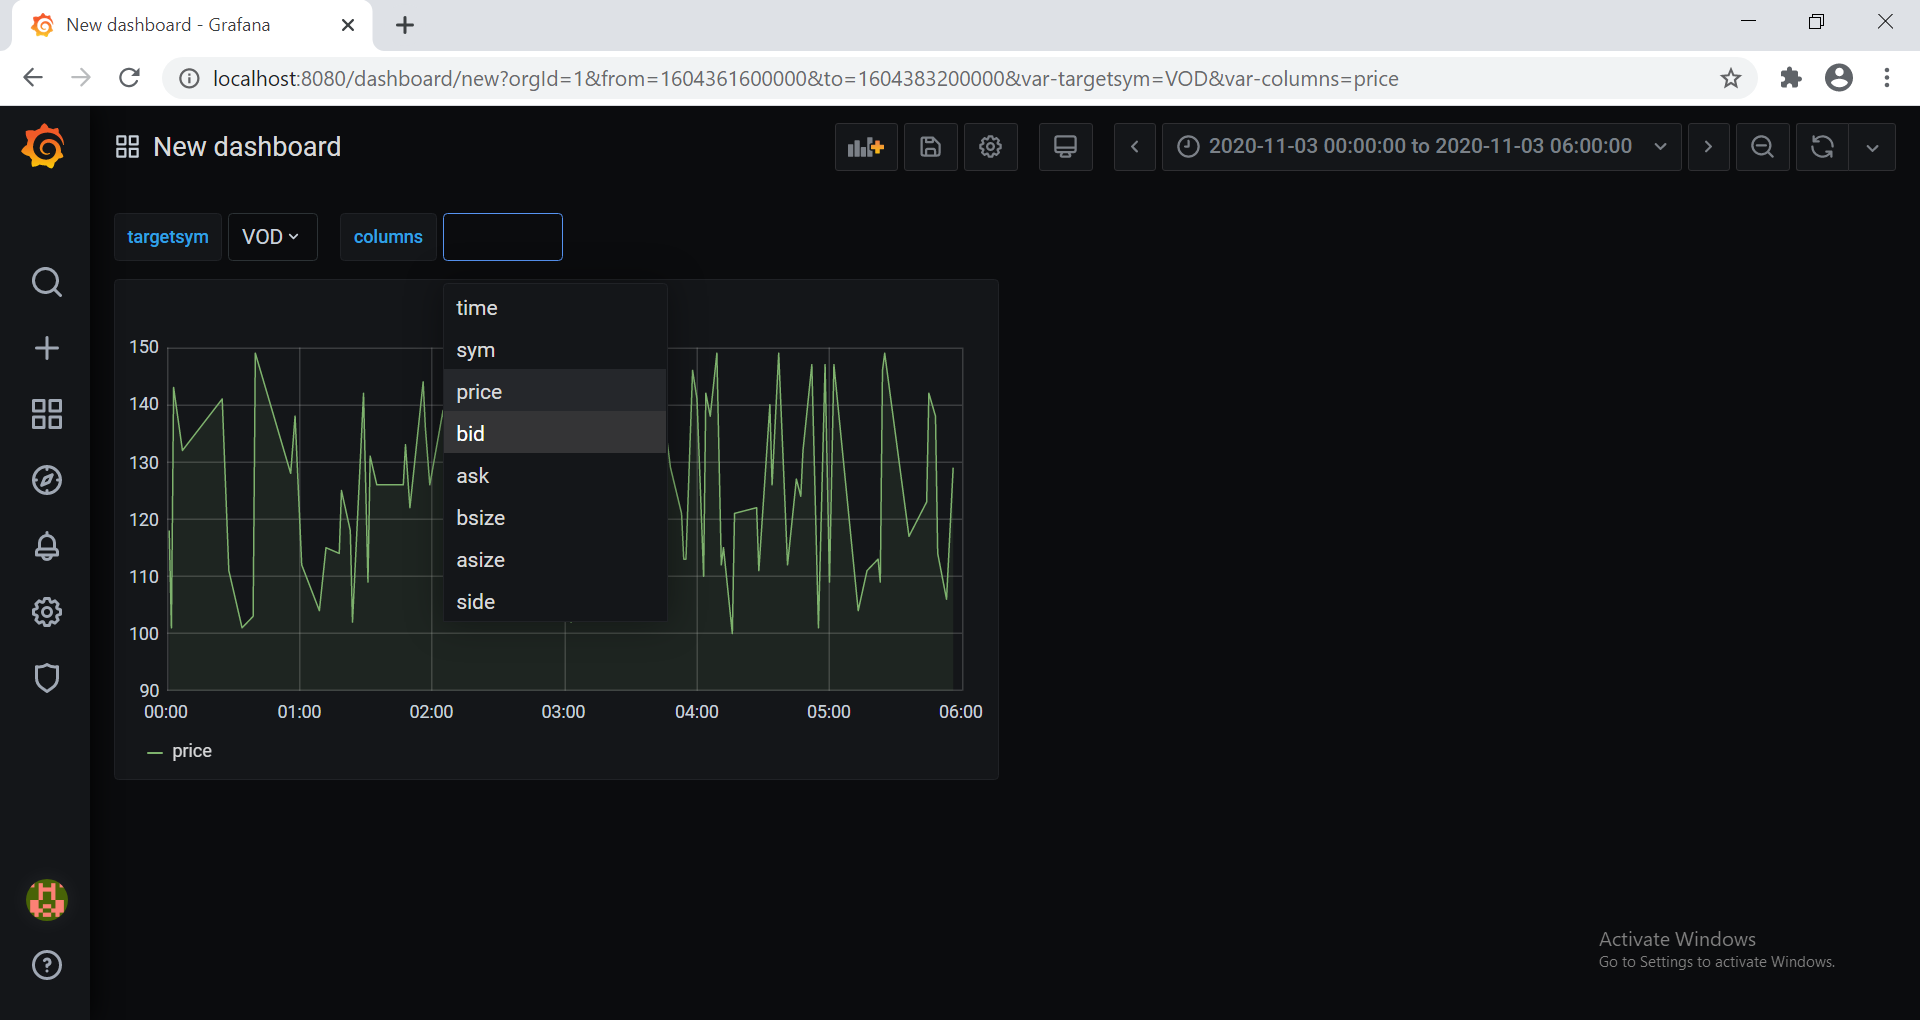 New dashboard - Grafana
localhost:8080/dashboard/new?orgId=1&from=1604361600000&to=1604383200000&var-targetsym=VOD&var-columns=price
New dashboard
2020-11-03 00:00:00 to 2020-11-03 06:00:00
targetsym VOD columns
time
sym
price
bid
ask
bsize
asize
side
150
140
130
120
110
100
90
00:00 01:00 02:00 03:00 04:00 05:00 06:00
price
Activate Windows
Go to Settings to activate Windows.